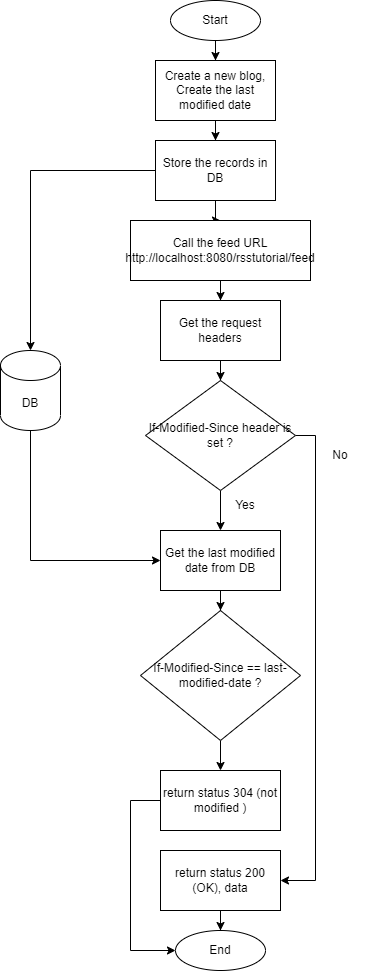 Start
Create a new blog,
Create the last
modified date
Store the records in
DB
Call the feed URL
http://localhost:8080/rsstutorial/feed
Get the request
headers
DB
If-Modified-Since header is
set ?
No
Yes
Get the last modified
date from DB
If-Modified-Since == last-
modified-date ?
return status 304 (not
modified )
return status 200
(OK), data
End